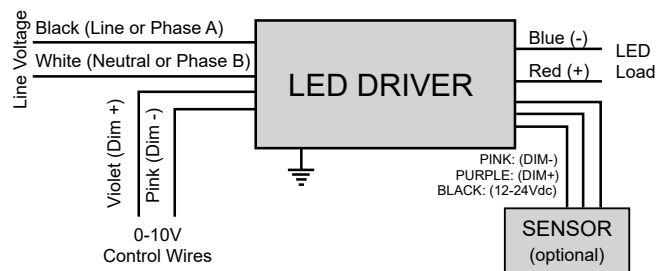 Line Voltage
Black (Line or Phase A)
White (Neutral or Phase B)
Violet (Dim +)
Pink (Dim -)
0-10V
Control Wires
LED DRIVER
Blue (-)
Red (+)
LED
Load
PINK: (DIM-)
PURPLE: (DIM+)
BLACK: (12-24Vdc)
SENSOR
(optional)